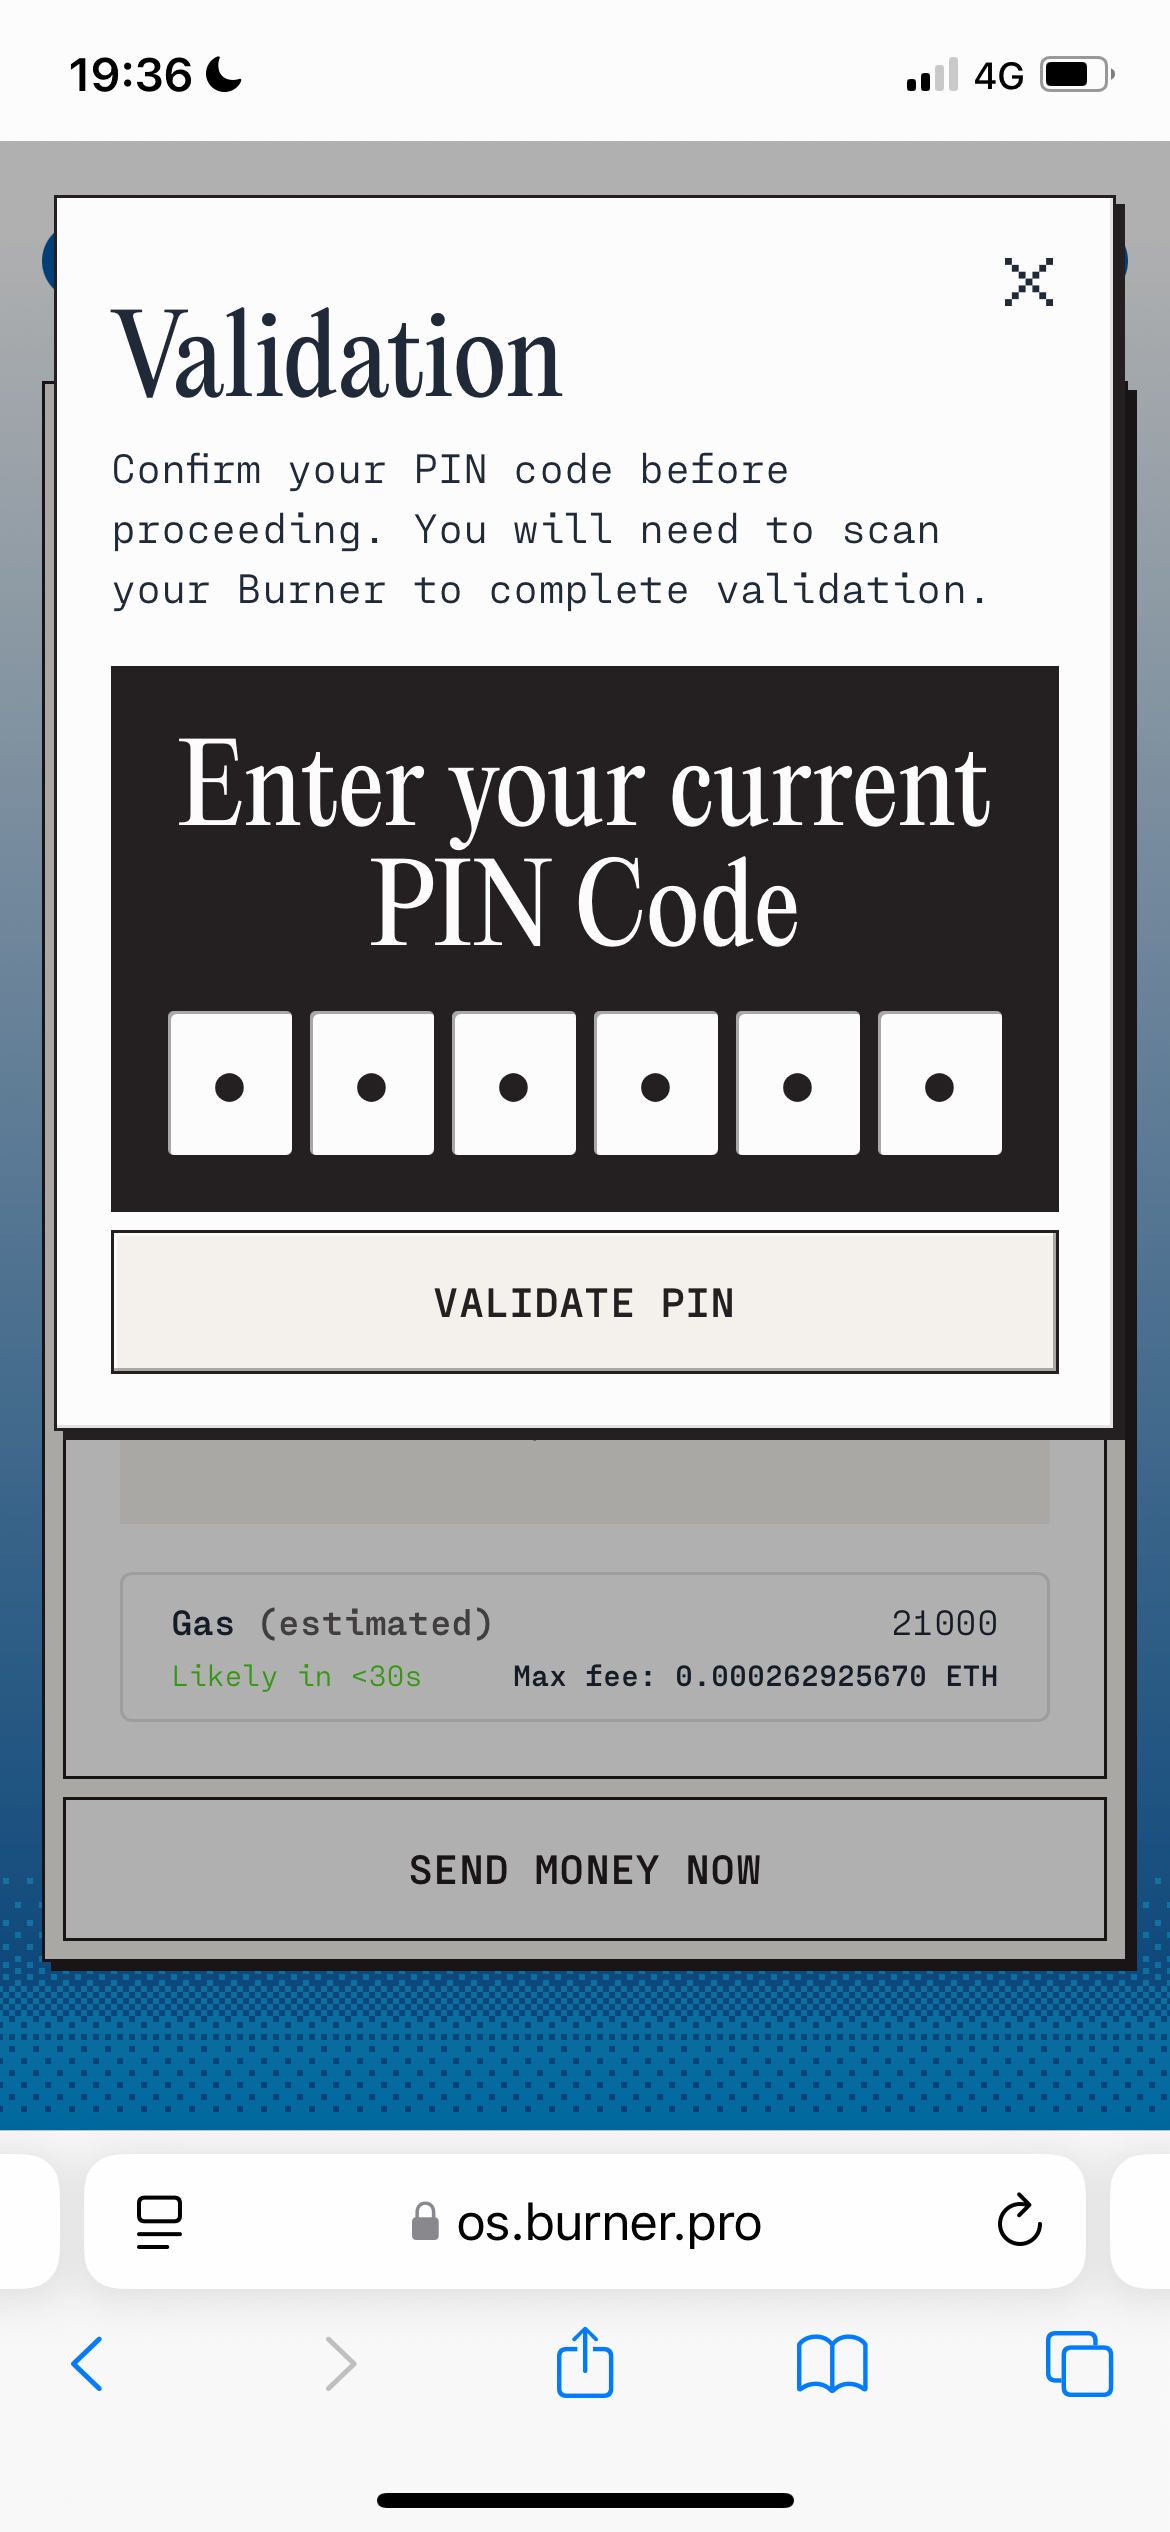 19:36
4G
Validation
Confirm your PIN code before
proceeding. You will need to scan
your Burner to complete validation.
Enter your current
PIN Code
VALIDATE PIN
Gas (estimated) 21000
Likely in <30s Max fee: 0.000262925670 ETH
SEND MONEY NOW
os.burner.pro